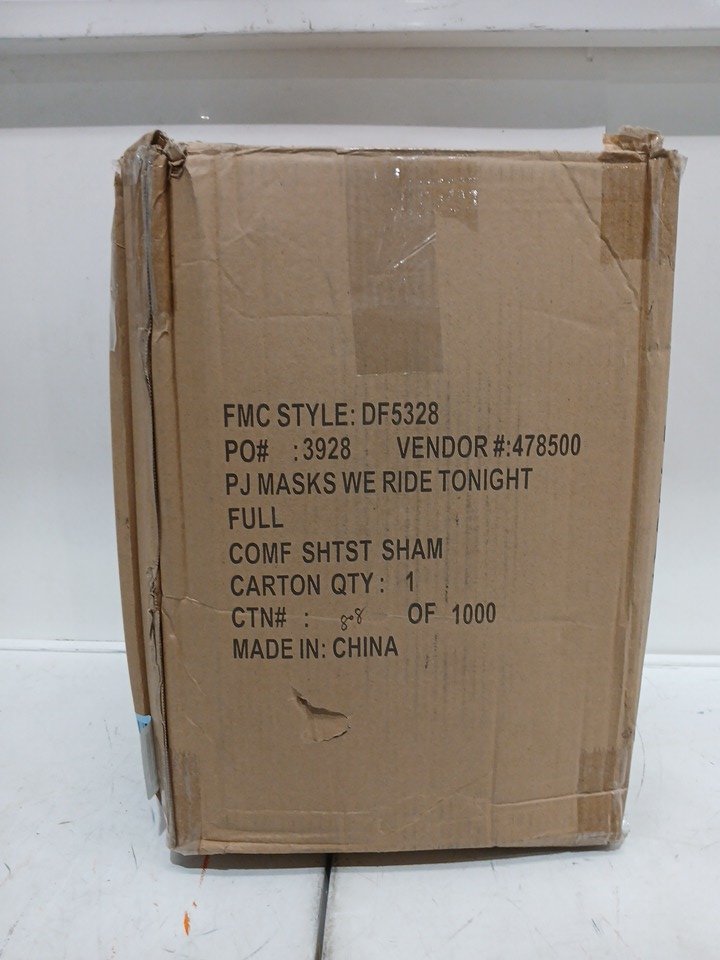 FMC STYLE: DF5328
PO# : 3928 VENDOR #:478500
PJ MASKS WE RIDE TONIGHT
FULL
COMF SHTST SHAM
CARTON QTY : 1
CTN# : OF 1000
MADE IN: CHINA